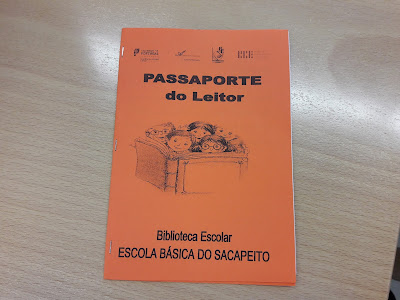 PASSAPORTE
do Leitor
Biblioteca Escolar
ESCOLA BÁSICA DO SACAPEITO